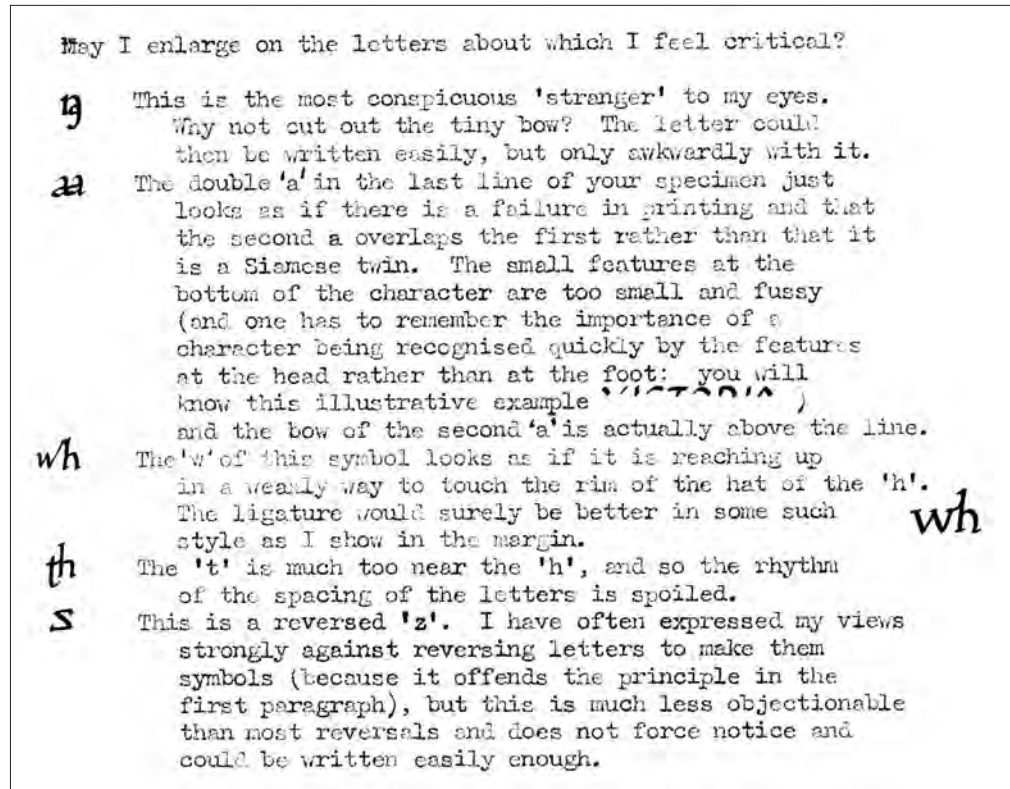 May I enlarge on the letters about which I feel critical?
ŋ This is the most conspicuous 'stranger' to my eyes.
Why not cut out the tiny bow? The letter could
then be written easily, but only awkwardly with it.
aa The double 'a' in the last line of your specimen just
looks as if there is a failure in printing and that
the second a overlaps the first rather than that it
is a Siamese twin. The small features at the
bottom of the character are too small and fussy
(and one has to remember the importance of a
character being recognised quickly by the features
at the head rather than at the foot: you will
know this illustrative example VICTORIA )
and the bow of the second 'a' is actually above the line.
wh The 'w' of this symbol looks as if it is reaching up
in a weakly way to touch the rim of the hat of the 'h'.
The ligature would surely be better in some such wh
style as I show in the margin.
th The 't' is much too near the 'h', and so the rhythm
of the spacing of the letters is spoiled.
s This is a reversed 'z'. I have often expressed my views
strongly against reversing letters to make them
symbols (because it offends the principle in the
first paragraph), but this is much less objectionable
than most reversals and does not force notice and
could be written easily enough.